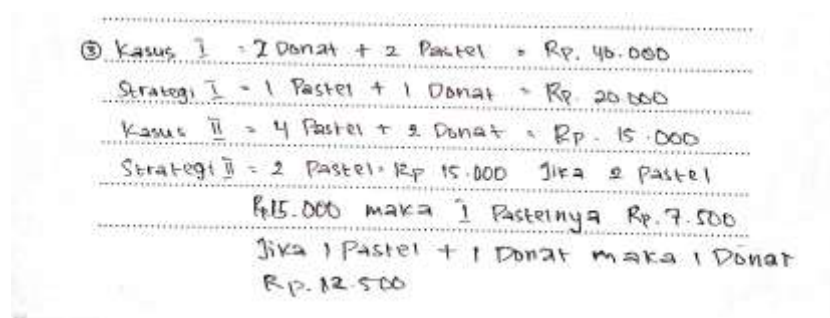 ③ Kasus I = 2 Donat + 2 Pastel = Rp. 40.000
Strategi I = 1 Pastel + 1 Donat = Rp. 20.000
Kasus II = 4 Pastel + 2 Donat = Rp. 15.000
Strategi II = 2 Pastel = Rp 15.000 Jika 2 Pastel
Rp15.000 maka 1 Pastelnya Rp. 7.500
Jika 1 Pastel + 1 Donat maka 1 Donat
Rp. 12.500